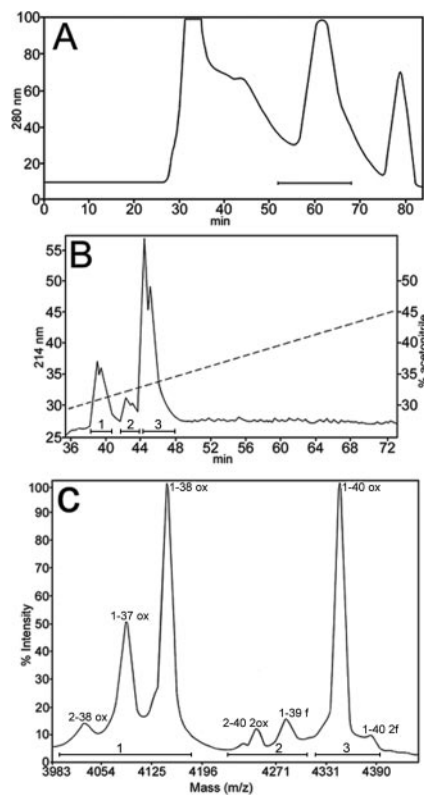 A
100
80
60
40
20
0
280 nm
0 10 20 30 40 50 60 70 80
min
B
55
50
45
40
35
30
25
214 nm
50
45
40
35
30
% acetonitrile
1 2 3
36 40 44 48 52 56 60 64 68 72
min
C
100
90
80
70
60
50
40
30
20
10
0
% Intensity
1-38 ox
1-40 ox
1-37 ox
2-38 ox
2-40 2ox
1-39 f
1-40 2f
1 2 3
3983 4054 4125 4196 4271 4331 4390
Mass (m/z)